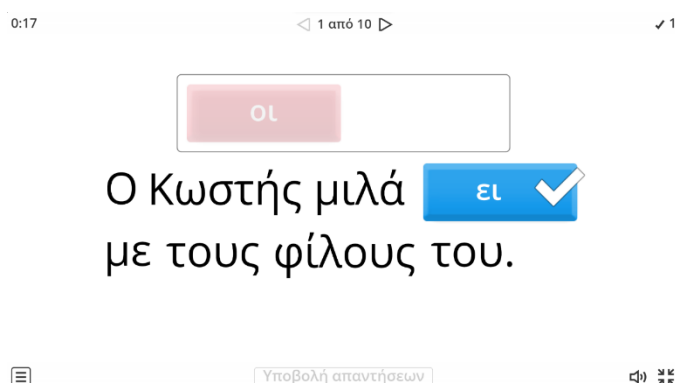 0:17
1 από 10
1
οι
Ο Κωστής μιλά ει
με τους φίλους του.
Υποβολή απαντήσεων